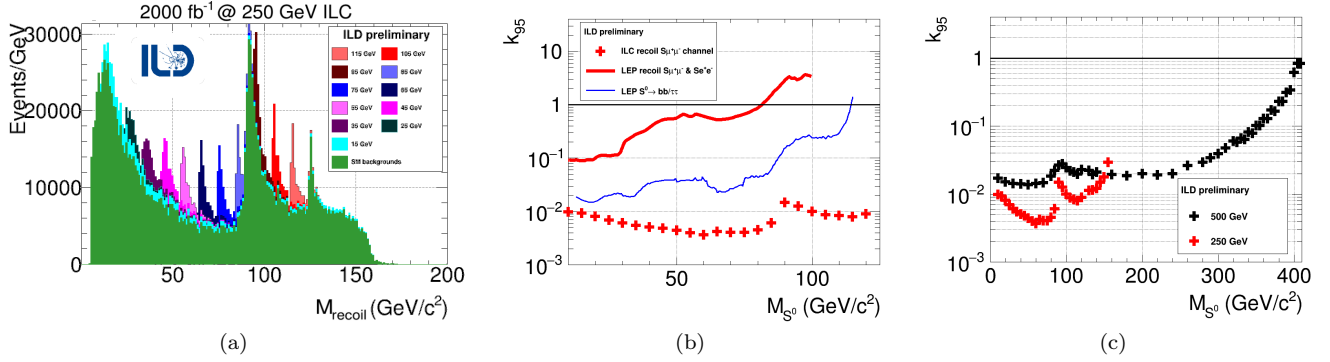 2000 fb⁻¹ @ 250 GeV ILC
Events/GeV
30000
20000
10000
0
50
100
150
200
M_recoil (GeV/c²)
ILD
ILD preliminary
115 GeV
105 GeV
95 GeV
85 GeV
75 GeV
65 GeV
55 GeV
45 GeV
35 GeV
25 GeV
15 GeV
SM backgrounds
(a)
k₉₅
10
1
10⁻¹
10⁻²
10⁻³
50
100
M_S⁰ (GeV/c²)
ILD preliminary
ILC recoil Sμ⁺μ⁻ channel
LEP recoil Sμ⁺μ⁻ & Se⁺e⁻
LEP S⁰→ bb/ττ
(b)
k₉₅
1
10⁻¹
10⁻²
10⁻³
0
100
200
300
400
M_S⁰ (GeV/c²)
ILD preliminary
500 GeV
250 GeV
(c)